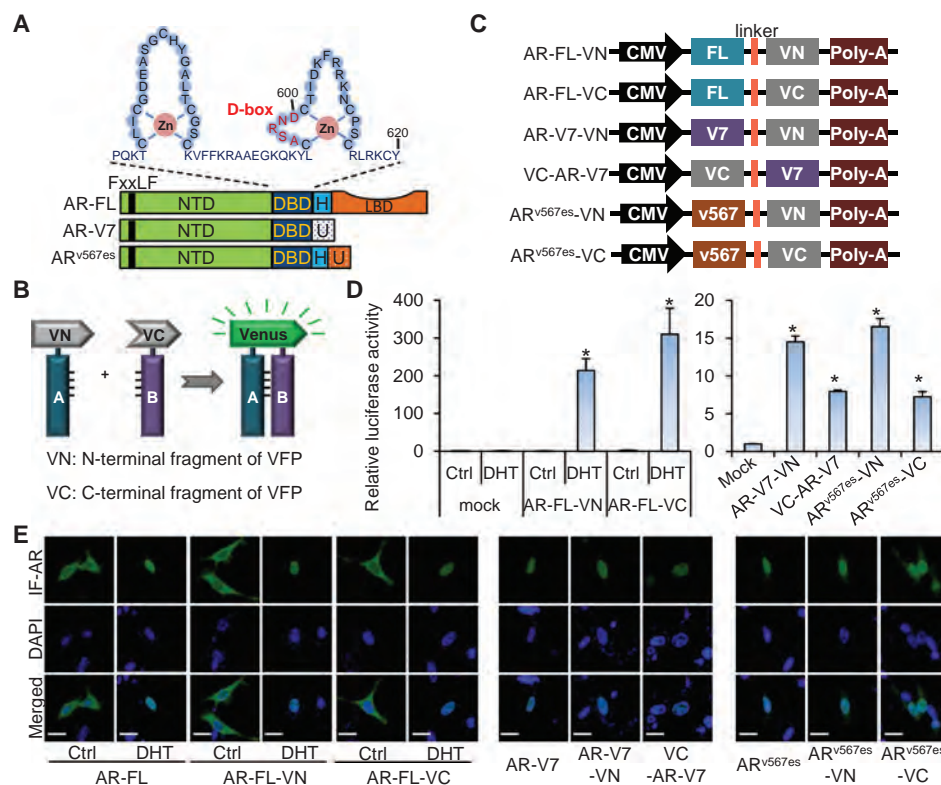 A
CILCGDEASGCHYGALTCGSC
Zn
PQKT
KVFFKRAAEGKQKYL
D-box
600
CASRNDCTIDKFRRKNCPSC
Zn
620
RLRKCY
FxxLF
AR-FL
NTD
DBD
H
LBD
AR-V7
NTD
DBD
U
ARv567es
NTD
DBD
H
U
B
VN
VC
Venus
A
+
B
A
B
VN: N-terminal fragment of VFP
VC: C-terminal fragment of VFP
C
linker
AR-FL-VN CMV FL VN Poly-A
AR-FL-VC CMV FL VC Poly-A
AR-V7-VN CMV V7 VN Poly-A
VC-AR-V7 CMV VC V7 Poly-A
ARv567es-VN CMV v567 VN Poly-A
ARv567es-VC CMV v567 VC Poly-A
D
Relative luciferase activity
400
300
200
100
0
*
*
Ctrl DHT Ctrl DHT Ctrl DHT
mock AR-FL-VN AR-FL-VC
20
15
10
5
0
*
*
*
*
Mock
AR-V7-VN
VC-AR-V7
ARv567es-VN
ARv567es-VC
E
IF-AR
DAPI
Merged
Ctrl DHT Ctrl DHT Ctrl DHT
AR-FL AR-FL-VN AR-FL-VC
AR-V7
AR-V7
-VN
VC
-AR-V7
ARv567es
ARv567es
-VN
ARv567es
-VC